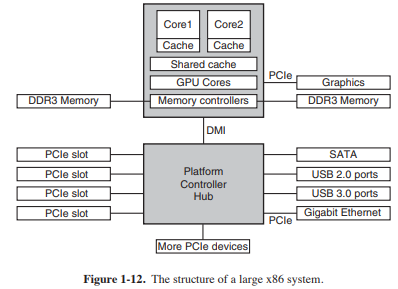 Core1 Core2
Cache Cache
Shared cache
GPU Cores
PCIe
Graphics
DDR3 Memory
Memory controllers
DDR3 Memory
DMI
PCIe slot
PCIe slot
PCIe slot
PCIe slot
Platform
Controller
Hub
SATA
USB 2.0 ports
USB 3.0 ports
Gigabit Ethernet
PCIe
More PCIe devices
Figure 1-12. The structure of a large x86 system.